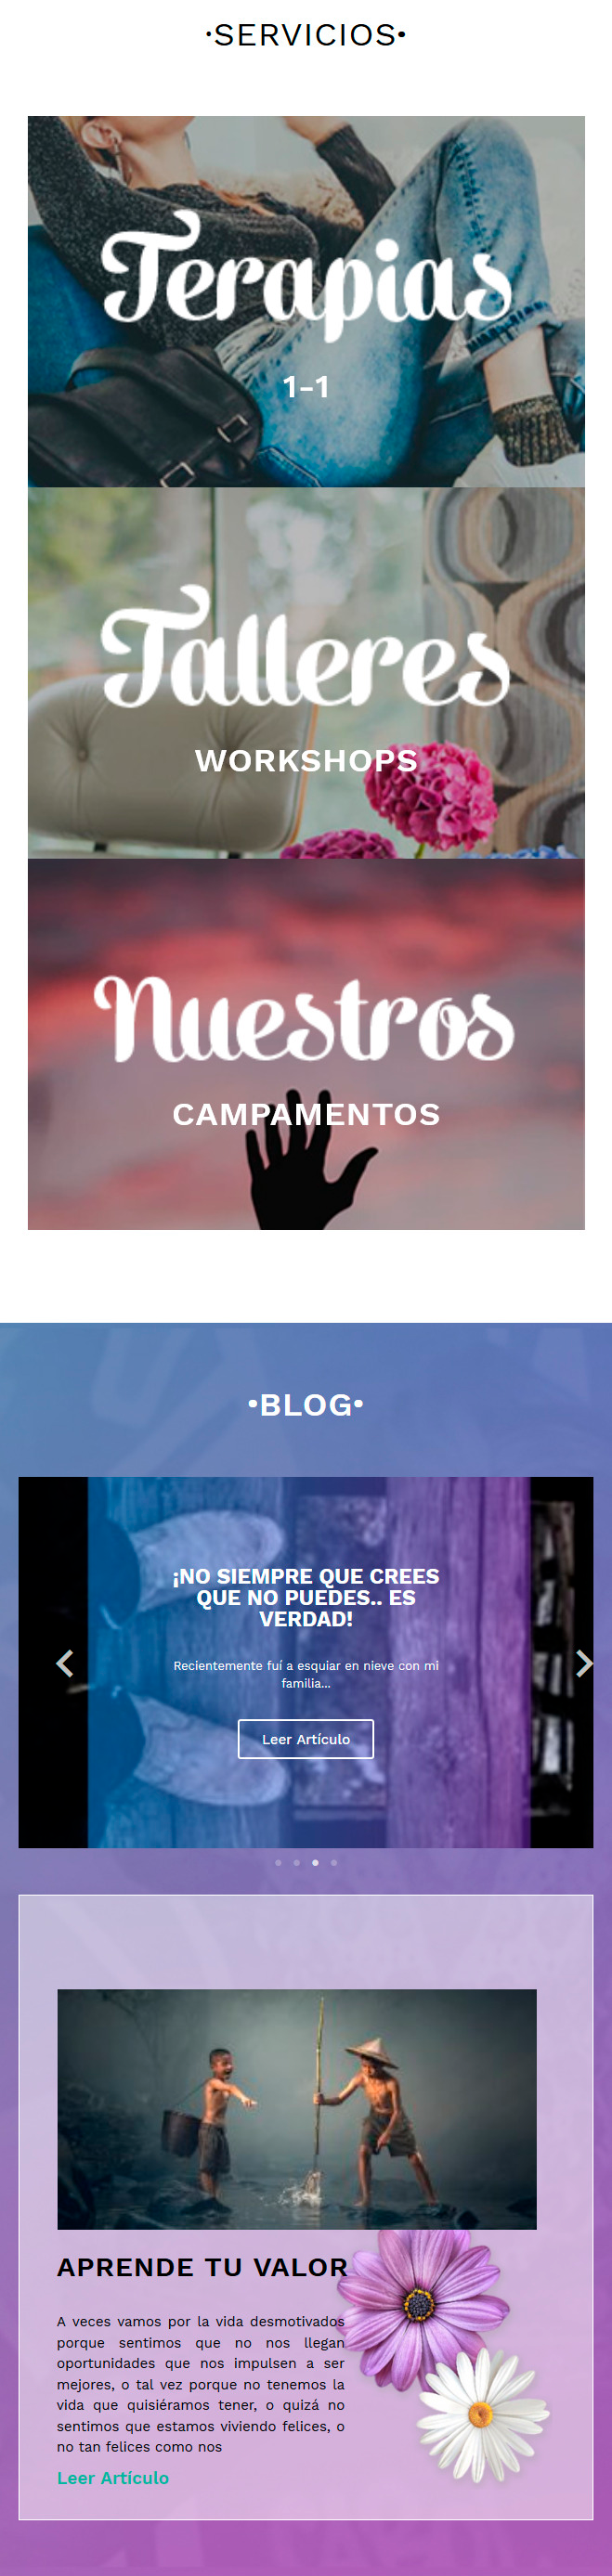 •SERVICIOS•
Terapias
1-1
Talleres
WORKSHOPS
Nuestros
CAMPAMENTOS
•BLOG•
¡NO SIEMPRE QUE CREES
QUE NO PUEDES.. ES
VERDAD!
Recientemente fuí a esquiar en nieve con mi
familia...
Leer Artículo
APRENDE TU VALOR
A veces vamos por la vida desmotivados
porque sentimos que no nos llegan
oportunidades que nos impulsen a ser
mejores, o tal vez porque no tenemos la
vida que quisiéramos tener, o quizá no
sentimos que estamos viviendo felices, o
no tan felices como nos
Leer Artículo